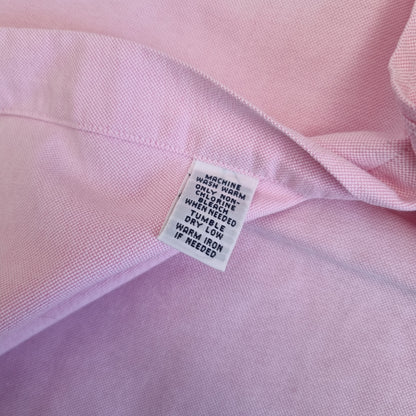 MACHINE
WASH WARM
ONLY NON-
CHLORINE
BLEACH
WHEN NEEDED
TUMBLE
DRY LOW
WARM IRON
IF NEEDED